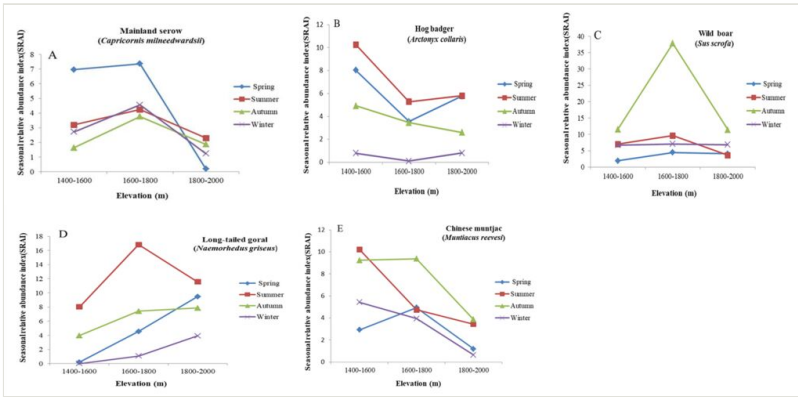 A
Mainland serow
(Capricornis milneedwardsii)
Seasonal relative abundance index(SRAI)
8
7
6
5
4
3
2
1
0
1400-1600
1600-1800
1800-2000
Elevation (m)
Spring
Summer
Autumn
Winter
B
Hog badger
(Arctonyx collaris)
Seasonal relative abundance index(SRAI)
12
10
8
6
4
2
0
1400-1600
1600-1800
1800-2000
Elevation (m)
Spring
Summer
Autumn
Winter
C
Wild boar
(Sus scrofa)
Seasonal relative abundance index(SRAI)
40
35
30
25
20
15
10
5
0
1400-1600
1600-1800
1800-2000
Elevation (m)
Spring
Summer
Autumn
Winter
D
Long-tailed goral
(Naemorhedus griseus)
Seasonal relative abundance index(SRAI)
18
16
14
12
10
8
6
4
2
0
1400-1600
1600-1800
1800-2000
Elevation (m)
Spring
Summer
Autumn
Winter
E
Chinese muntjac
(Muntiacus reevesi)
Seasonal relative abundance index(SRAI)
12
10
8
6
4
2
0
1400-1600
1600-1800
1800-2000
Elevation (m)
Spring
Summer
Autumn
Winter